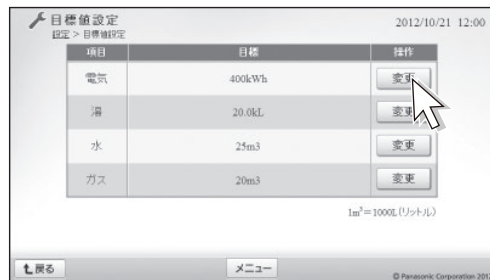 目標値設定
2012/10/21 12:00
設定 > 目標値設定
項目 目標 操作
電気 400kWh 変更
湯 20.0kL 変更
水 25m3 変更
ガス 20m3 変更
1m³=1000L(リットル)
戻る メニュー
© Panasonic Corporation 2012